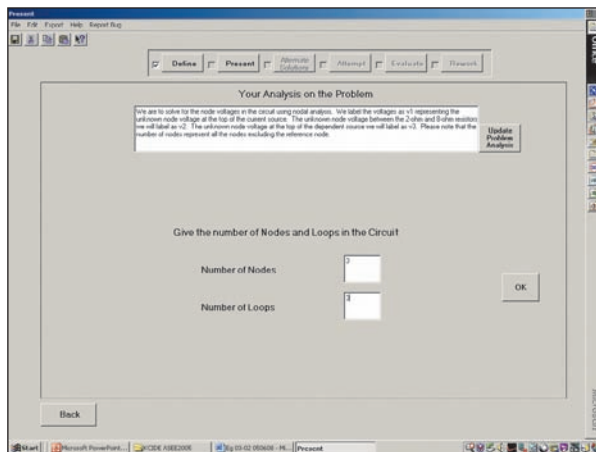 Present
File Edit Export Help Report Bug
Define Present Alternate Solutions Attempt Evaluate Rework
Your Analysis on the Problem
We are to solve for the node voltages in the circuit using nodal analysis. We label the voltages as v1 representing the
unknown node voltage at the top of the current source. The unknown node voltage between the 2-ohm and 8-ohm resistors
we will label as v2. The unknown node voltage at the top of the dependent source we will label as v3. Please note that the
number of nodes represent all the nodes excluding the reference node.
Update
Problem
Analysis
Give the number of Nodes and Loops in the Circuit
Number of Nodes
3
Number of Loops
3
OK
Back
Start Microsoft PowerPoint... KCIDE ASEE2005 Eg 03-02 050608 - M... Present